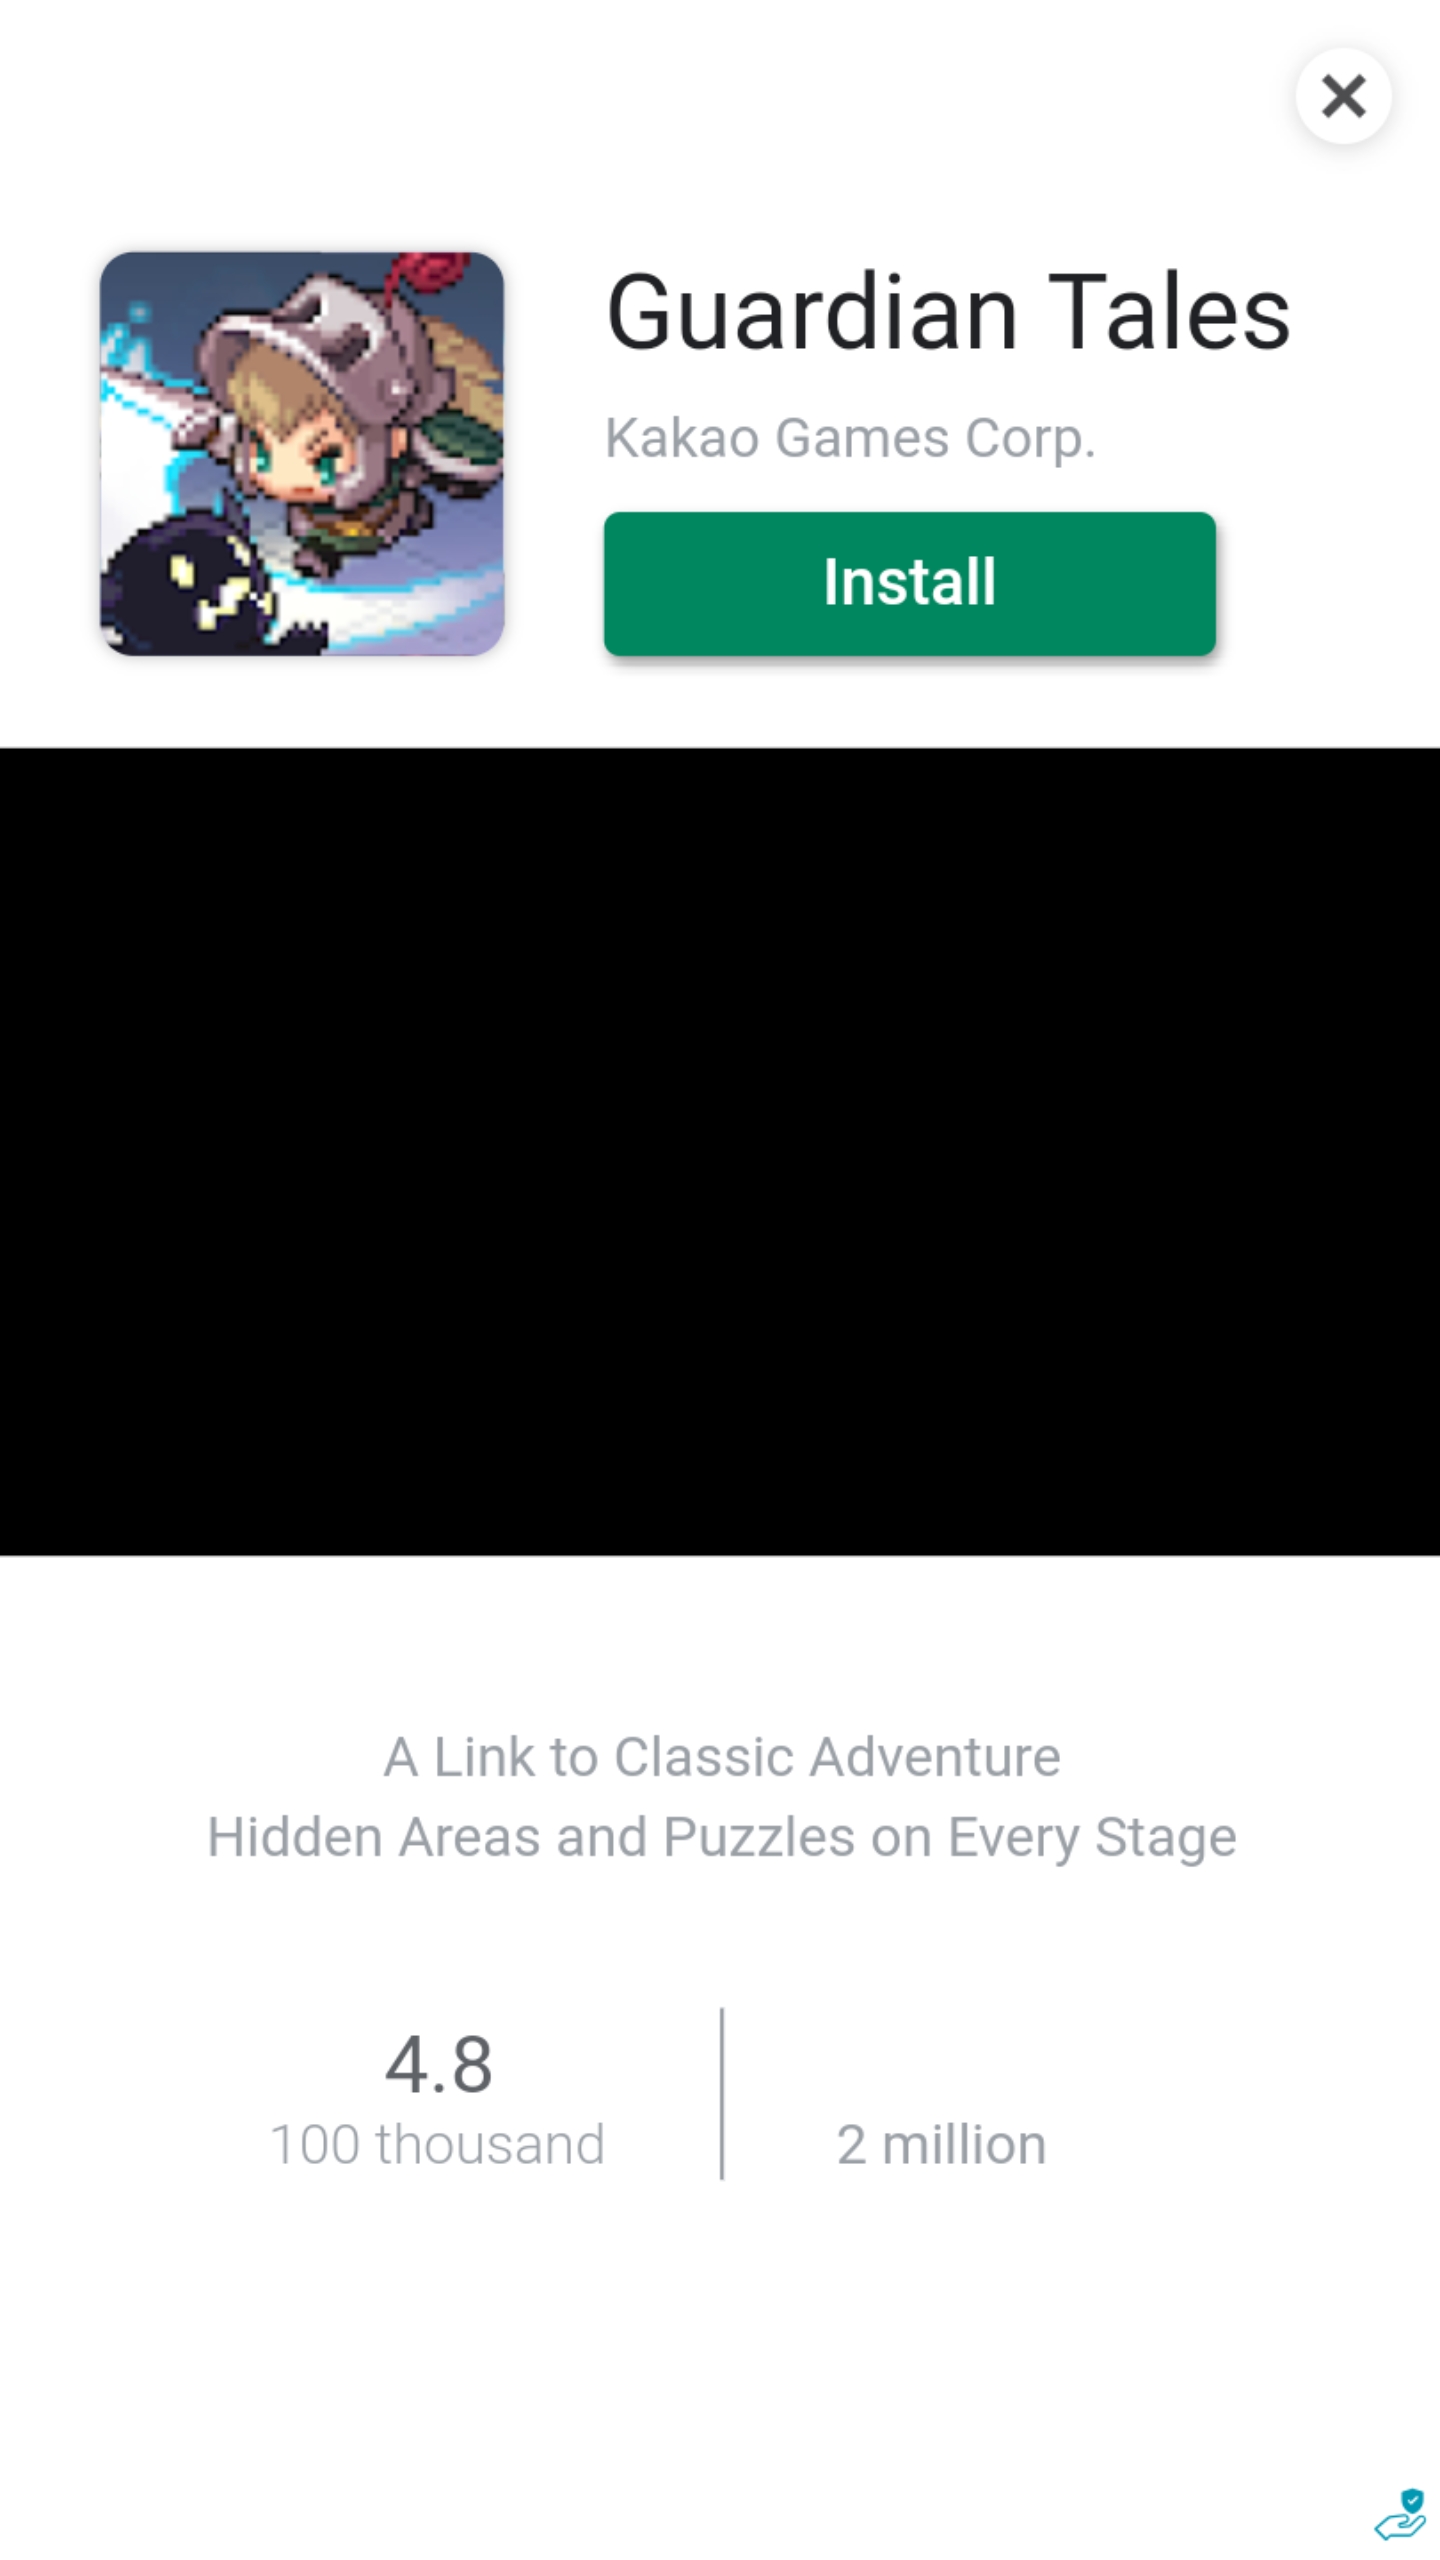 Guardian Tales
Kakao Games Corp.
Install
A Link to Classic Adventure
Hidden Areas and Puzzles on Every Stage
4.8
100 thousand
2 million